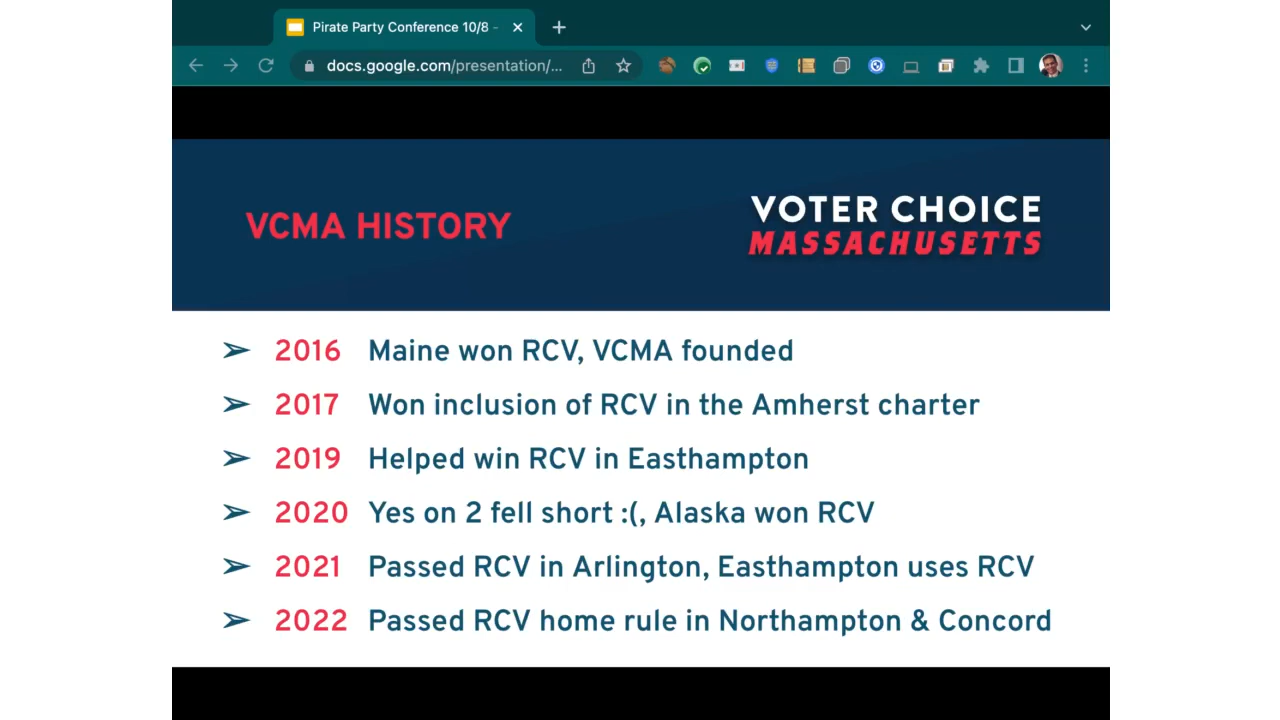 Pirate Party Conference 10/8 -
docs.google.com/presentation/...
VCMA HISTORY
VOTER CHOICE
MASSACHUSETTS
➢ 2016 Maine won RCV, VCMA founded
➢ 2017 Won inclusion of RCV in the Amherst charter
➢ 2019 Helped win RCV in Easthampton
➢ 2020 Yes on 2 fell short :(, Alaska won RCV
➢ 2021 Passed RCV in Arlington, Easthampton uses RCV
➢ 2022 Passed RCV home rule in Northampton & Concord